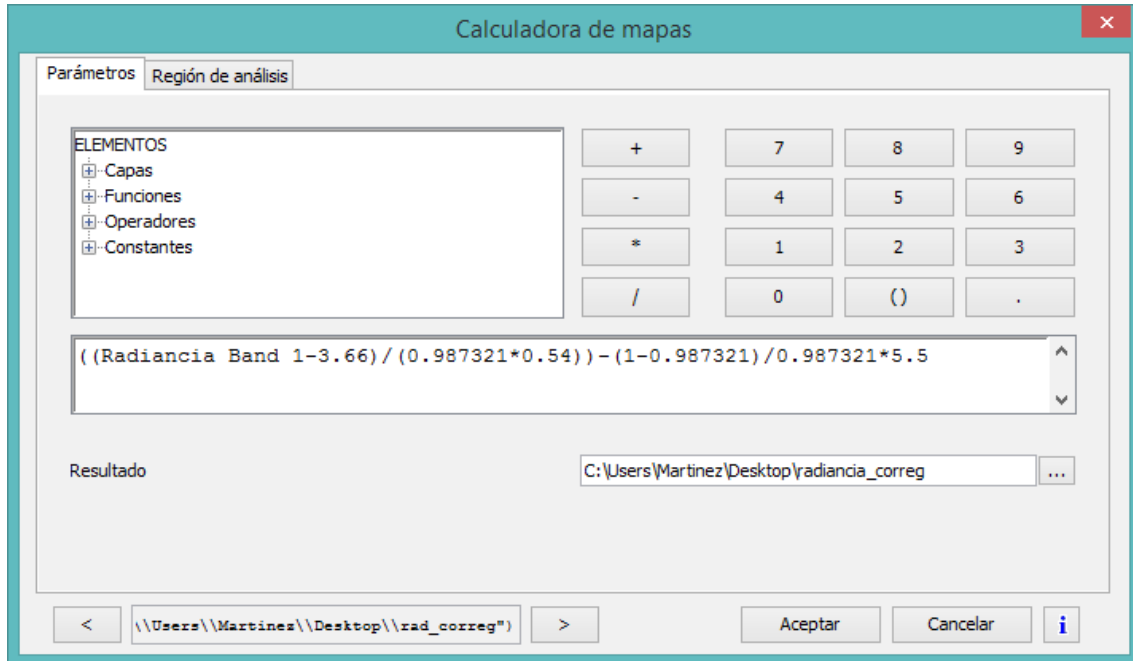 Calculadora de mapas
×
Parámetros Región de análisis
ELEMENTOS
Capas
Funciones
Operadores
Constantes
+ 7 8 9
- 4 5 6
* 1 2 3
/ 0 () .
((Radiancia Band 1-3.66)/(0.987321*0.54))-(1-0.987321)/0.987321*5.5
Resultado C:\Users\Martinez\Desktop\radiancia_correg ...
< \\Users\\Martinez\\Desktop\\rad_correg") > Aceptar Cancelar i